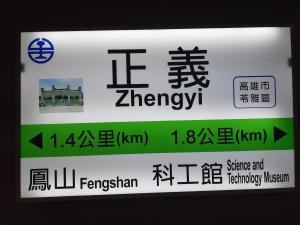 正義
Zhengyi
高雄市
苓雅區
1.4公里(km) 1.8公里(km)
鳳山 Fengshan 科工館 Science and Technology Museum